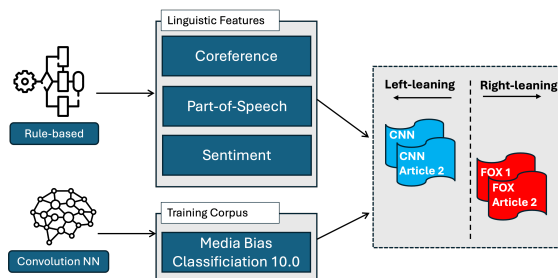 Linguistic Features
Coreference
Part-of-Speech
Sentiment
Rule-based
Training Corpus
Media Bias
Classificiation 10.0
Convolution NN
Left-leaning
Right-leaning
CNN
CNN
Article 2
FOX 1
FOX
Article 2